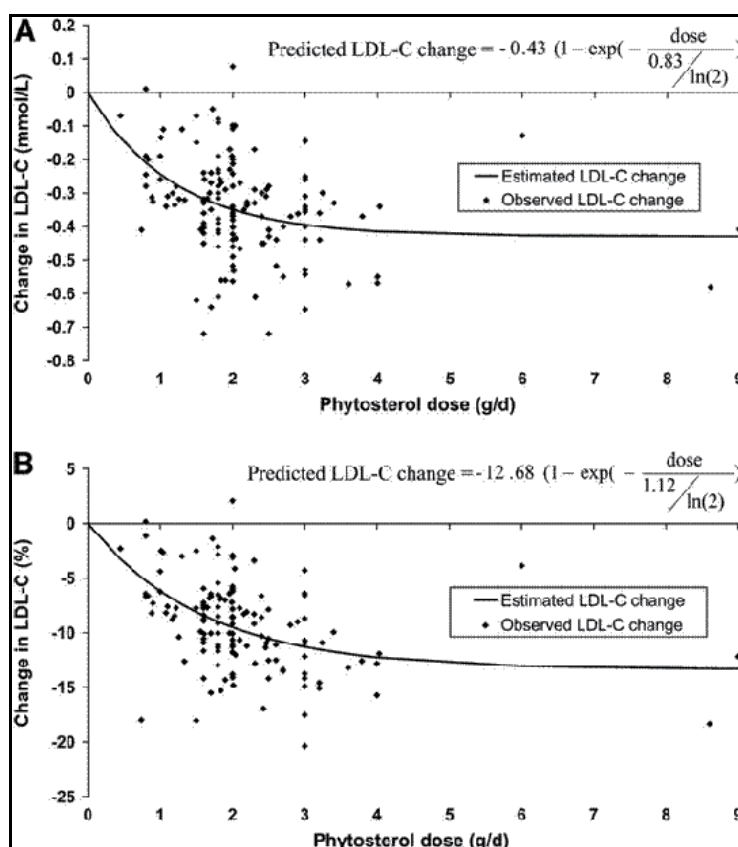 A
Predicted LDL-C change = - 0.43 (1 - exp( - dose / 0.83 / ln(2) )
0.2
0.1
0
-0.1
-0.2
-0.3
-0.4
-0.5
-0.6
-0.7
-0.8
Change in LDL-C (mmol/L)
Estimated LDL-C change
Observed LDL-C change
0 1 2 3 4 5 6 7 8 9
Phytosterol dose (g/d)
B
Predicted LDL-C change =-12 .68 (1 - exp( - dose / 1.12 / ln(2) )
5
0
-5
-10
-15
-20
-25
Change in LDL-C (%)
Estimated LDL-C change
Observed LDL-C change
0 1 2 3 4 5 6 7 8 9
Phytosterol dose (g/d)